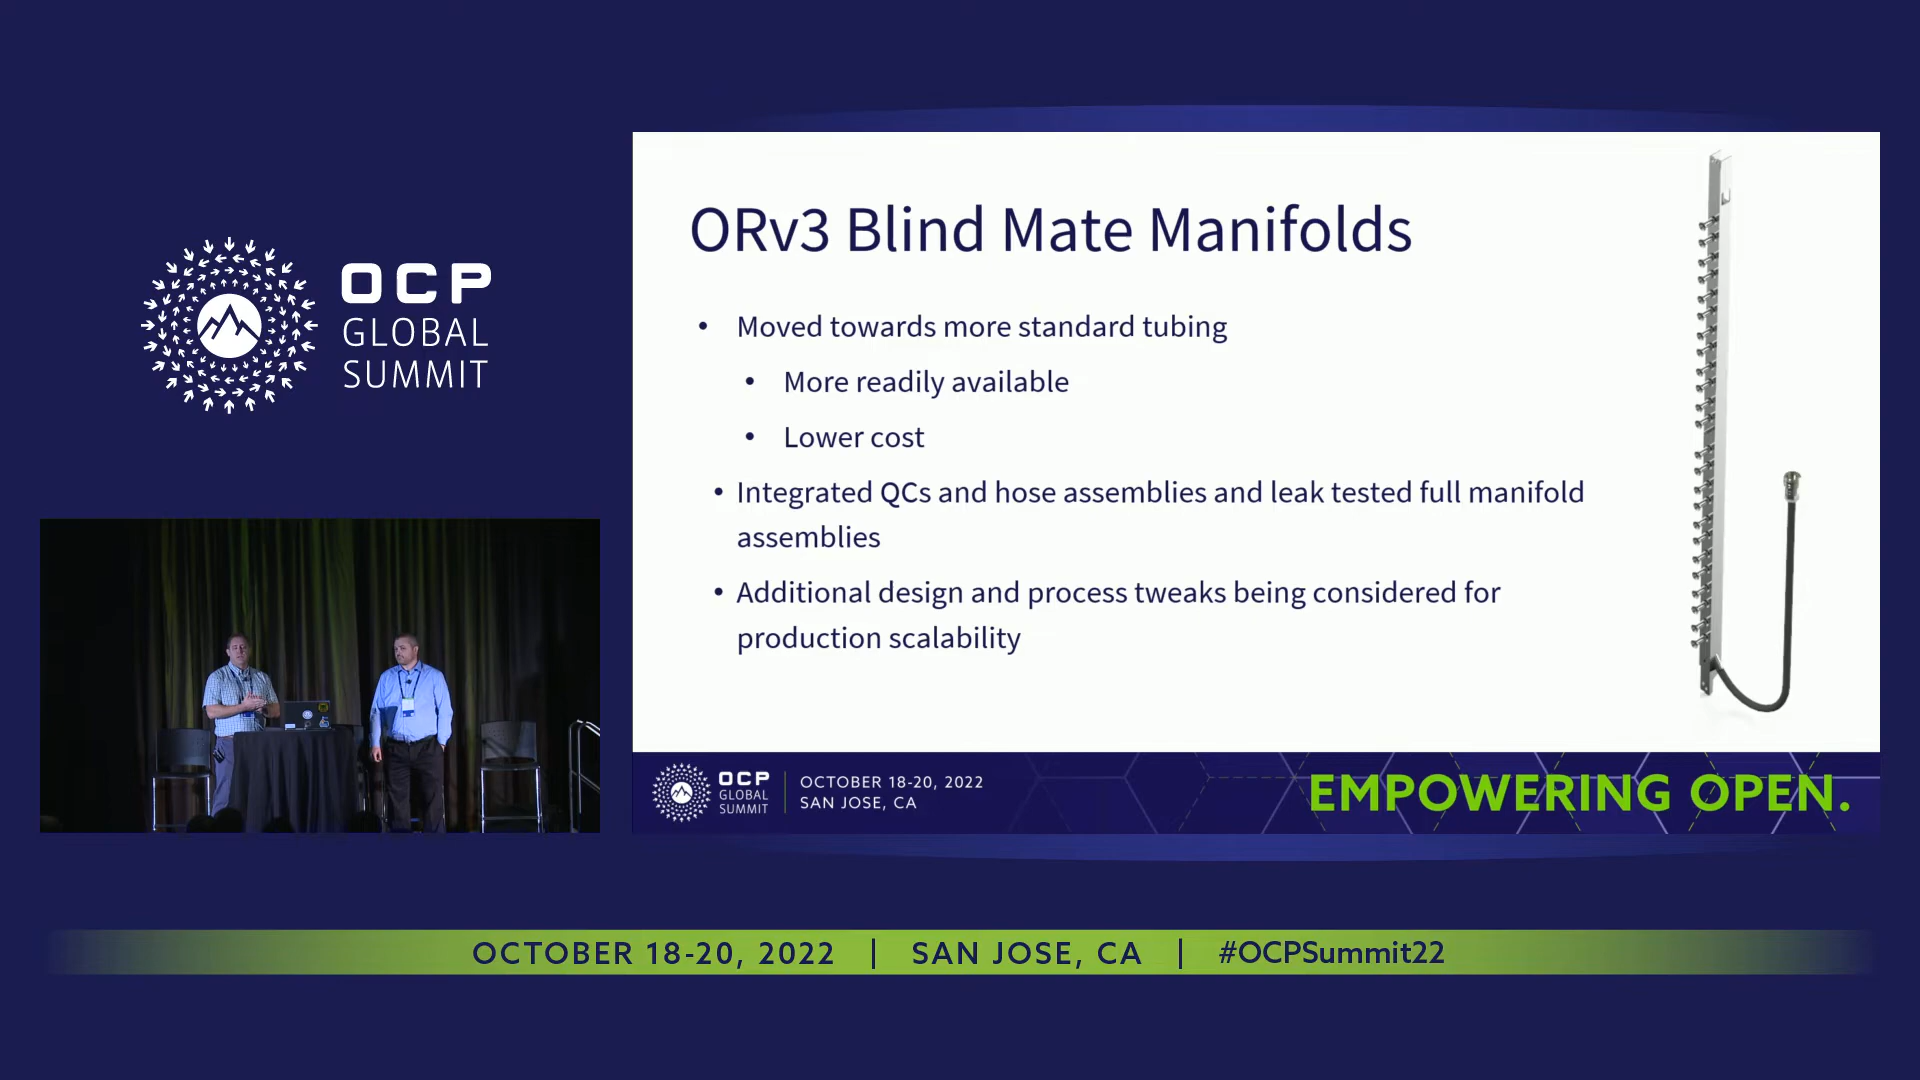 OCP
GLOBAL
SUMMIT
ORv3 Blind Mate Manifolds
• Moved towards more standard tubing
• More readily available
• Lower cost
• Integrated QCs and hose assemblies and leak tested full manifold
assemblies
• Additional design and process tweaks being considered for
production scalability
OCP
GLOBAL
SUMMIT
OCTOBER 18-20, 2022
SAN JOSE, CA
EMPOWERING OPEN.
OCTOBER 18-20, 2022 | SAN JOSE, CA | #OCPSummit22